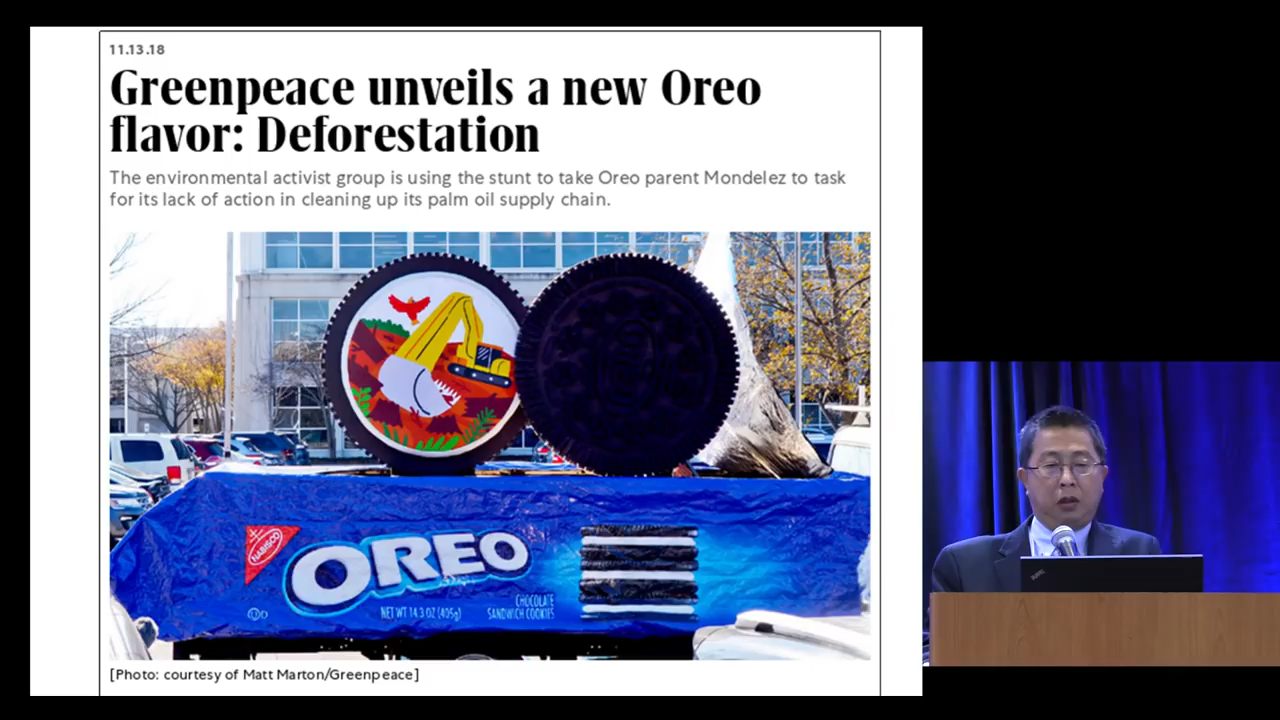 11.13.18
Greenpeace unveils a new Oreo
flavor: Deforestation
The environmental activist group is using the stunt to take Oreo parent Mondelez to task
for its lack of action in cleaning up its palm oil supply chain.
NABISCO
OREO
CHOCOLATE
NET WT 14.3 OZ (405g) SANDWICH COOKIES
[Photo: courtesy of Matt Marton/Greenpeace]